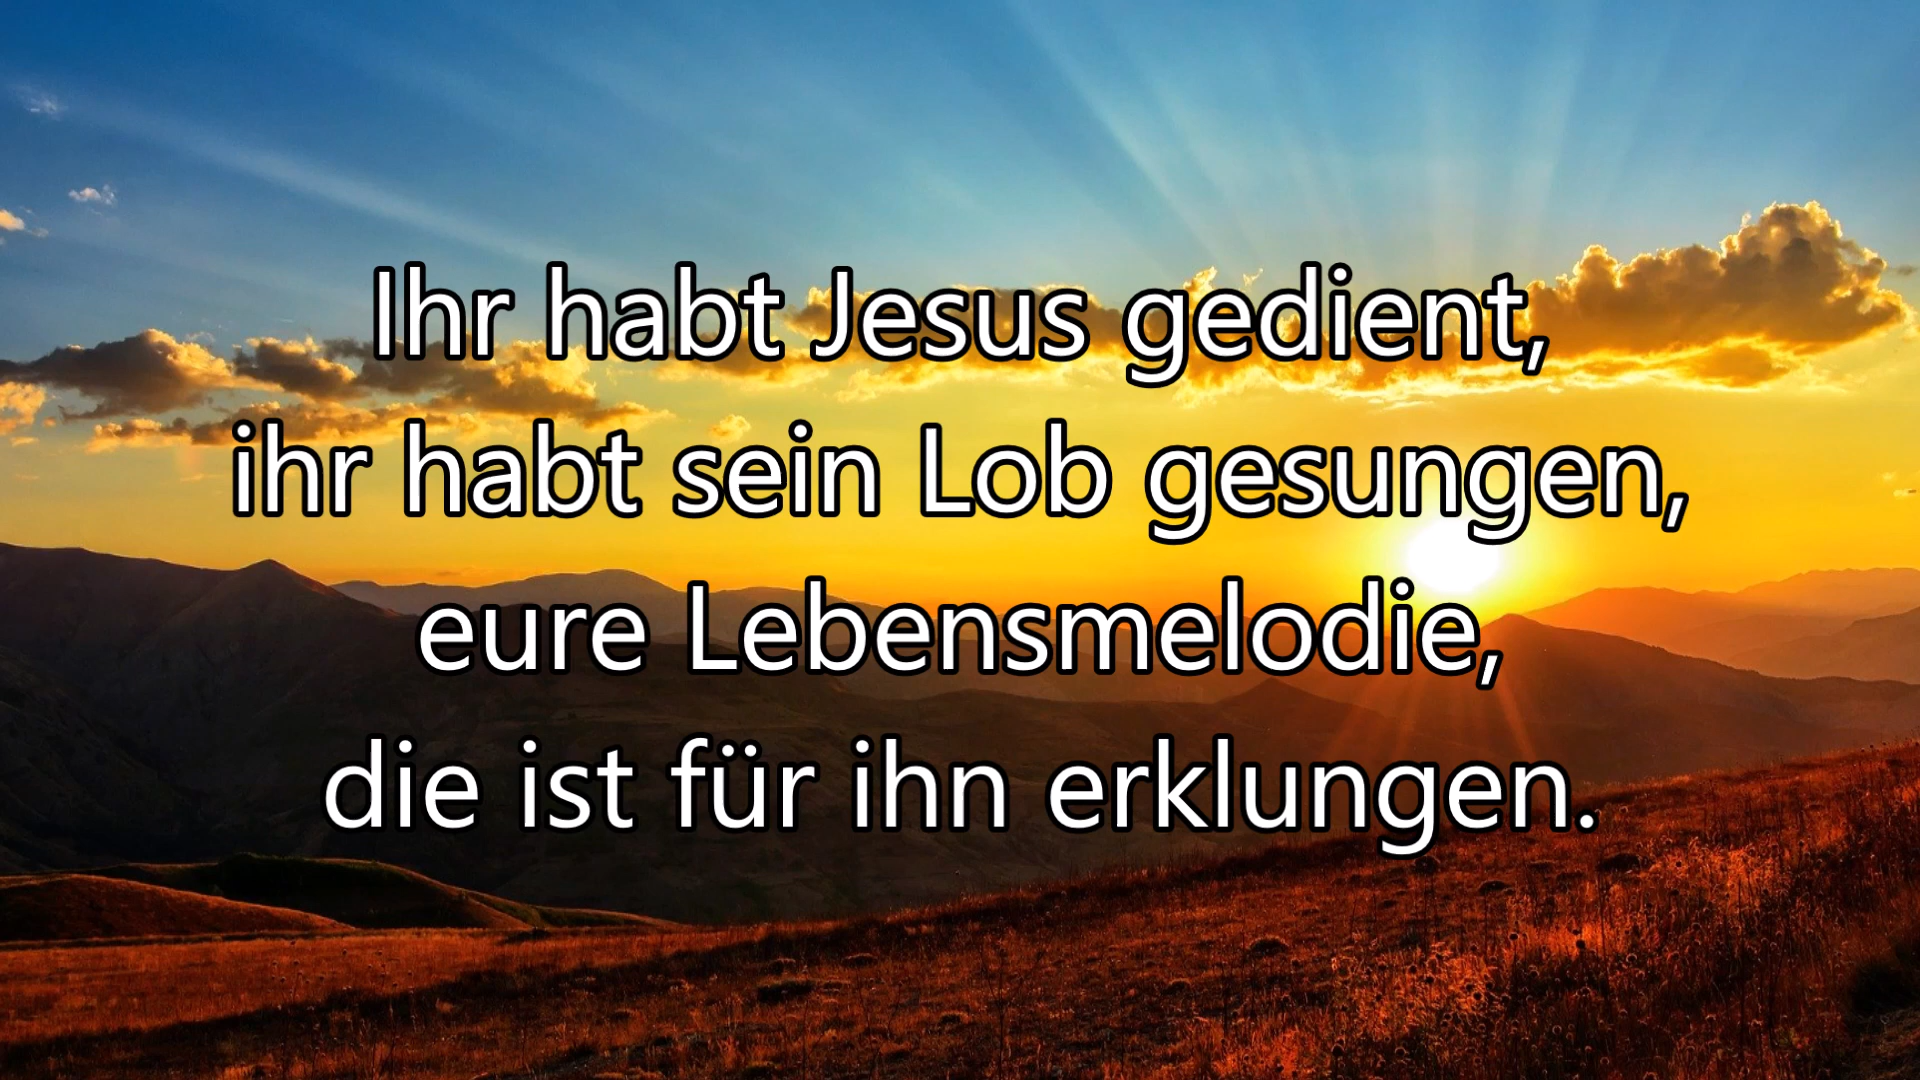 Ihr habt Jesus gedient,
ihr habt sein Lob gesungen,
eure Lebensmelodie,
die ist für ihn erklungen.